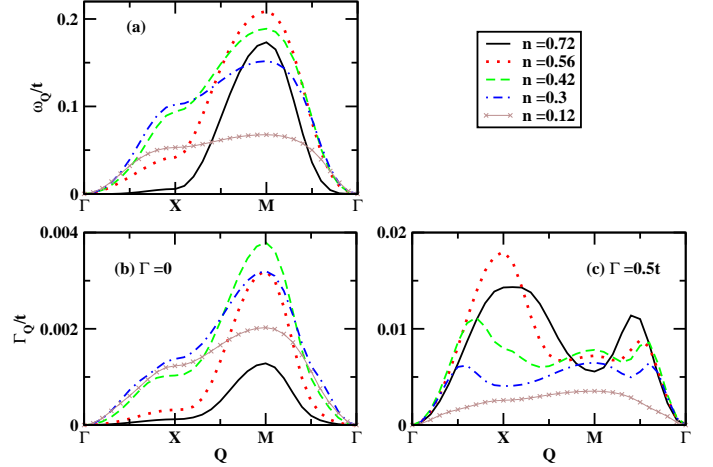 (a)
ω_Q/t
0.2
0.1
0
Γ X M Γ
n =0.72
n =0.56
n =0.42
n =0.3
n =0.12
(b) Γ =0
Γ_Q/t
0.004
0.002
0
Γ X M Γ
Q
(c) Γ =0.5t
0.02
0.01
0
Γ X M Γ
Q